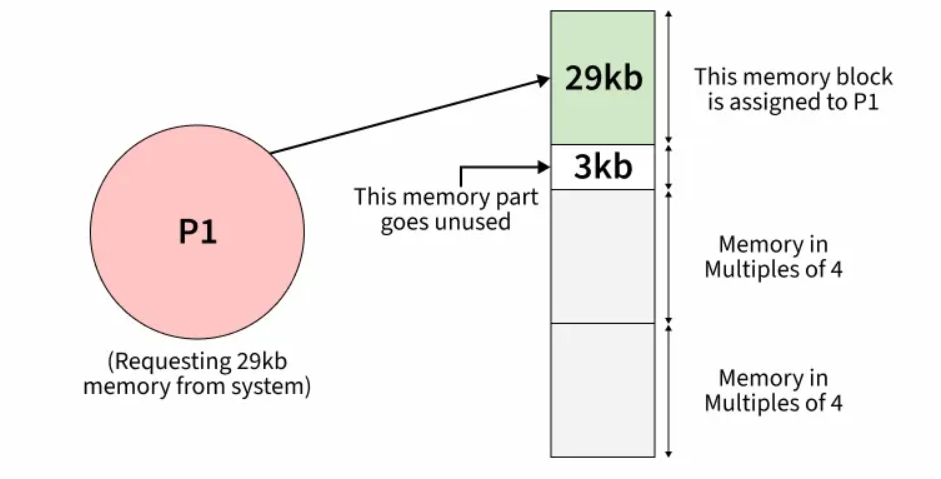 29kb
This memory block
is assigned to P1
3kb
This memory part
goes unused
P1
Memory in
Multiples of 4
(Requesting 29kb
memory from system)
Memory in
Multiples of 4